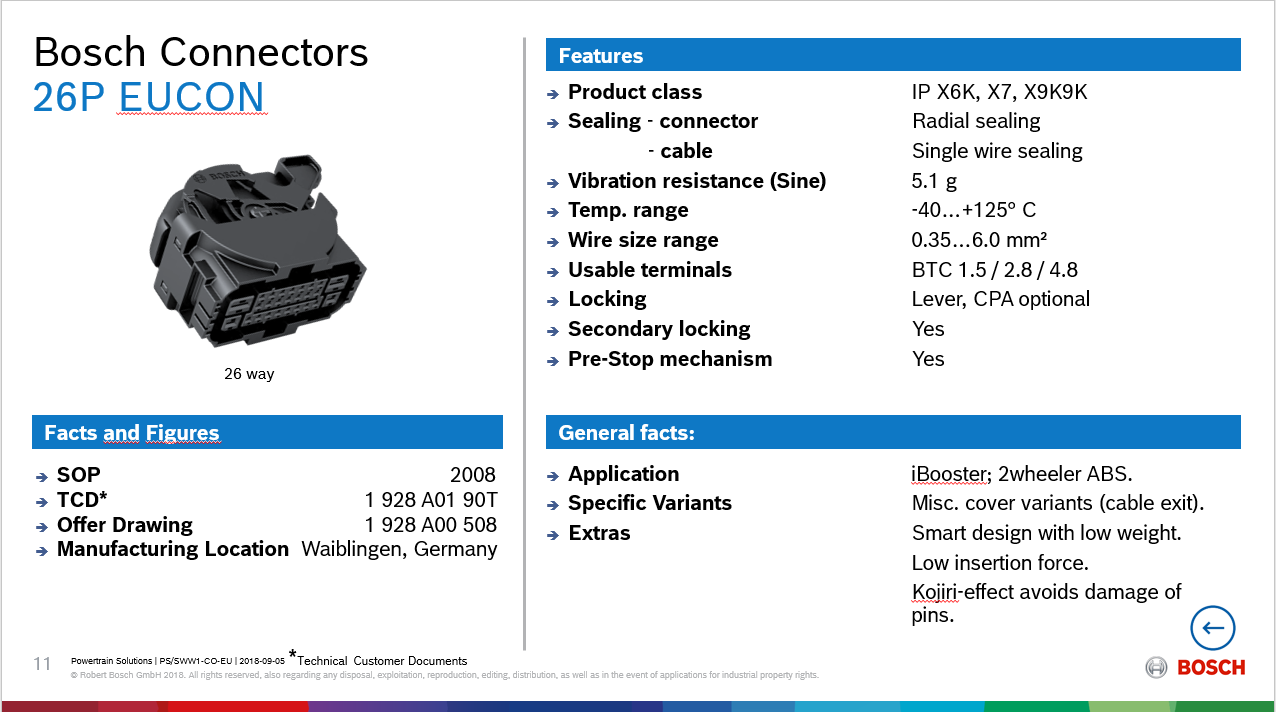 Bosch Connectors
26P EUCON
BOSCH
26 way
Facts and Figures
SOP 2008
TCD* 1 928 A01 90T
Offer Drawing 1 928 A00 508
Manufacturing Location Waiblingen, Germany
Features
Product class IP X6K, X7, X9K9K
Sealing - connector Radial sealing
- cable Single wire sealing
Vibration resistance (Sine) 5.1 g
Temp. range -40…+125° C
Wire size range 0.35…6.0 mm²
Usable terminals BTC 1.5 / 2.8 / 4.8
Locking Lever, CPA optional
Secondary locking Yes
Pre-Stop mechanism Yes
General facts:
Application iBooster; 2wheeler ABS.
Specific Variants Misc. cover variants (cable exit).
Extras Smart design with low weight.
Low insertion force.
Kojiri-effect avoids damage of
pins.
11 Powertrain Solutions | PS/SWW1-CO-EU | 2018-09-05 *Technical Customer Documents
© Robert Bosch GmbH 2018. All rights reserved, also regarding any disposal, exploitation, reproduction, editing, distribution, as well as in the event of applications for industrial property rights.
BOSCH